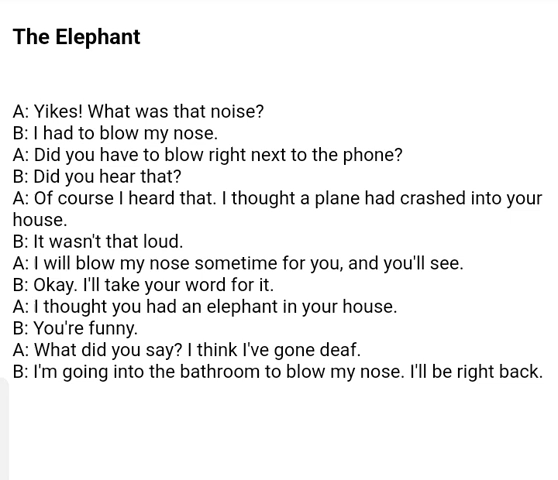 The Elephant
A: Yikes! What was that noise?
B: I had to blow my nose.
A: Did you have to blow right next to the phone?
B: Did you hear that?
A: Of course I heard that. I thought a plane had crashed into your
house.
B: It wasn't that loud.
A: I will blow my nose sometime for you, and you'll see.
B: Okay. I'll take your word for it.
A: I thought you had an elephant in your house.
B: You're funny.
A: What did you say? I think I've gone deaf.
B: I'm going into the bathroom to blow my nose. I'll be right back.